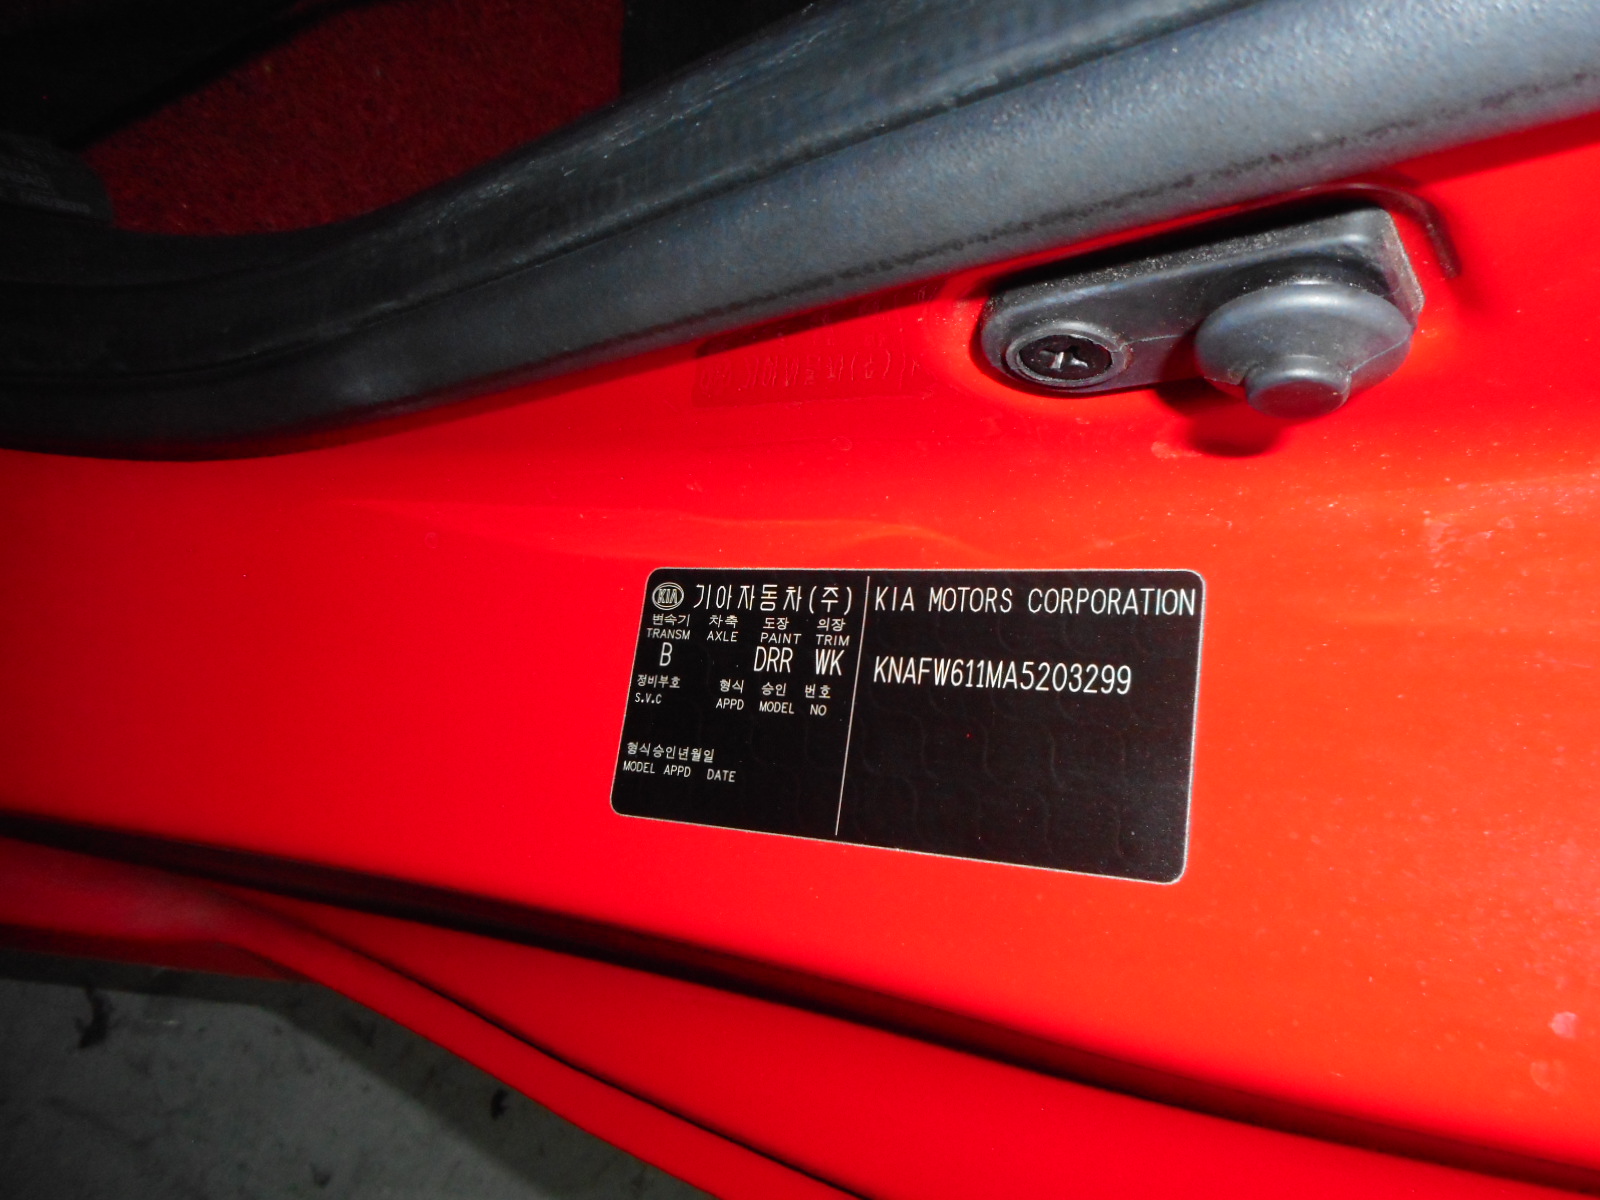 KIA 기아자동차(주)
변속기 차축 도장 의장
TRANSM AXLE PAINT TRIM
B DRR WK
정비부호 형식 승인 번호
S.V.C APPD MODEL NO
형식승인년월일
MODEL APPD DATE
KIA MOTORS CORPORATION
KNAFW611MA5203299